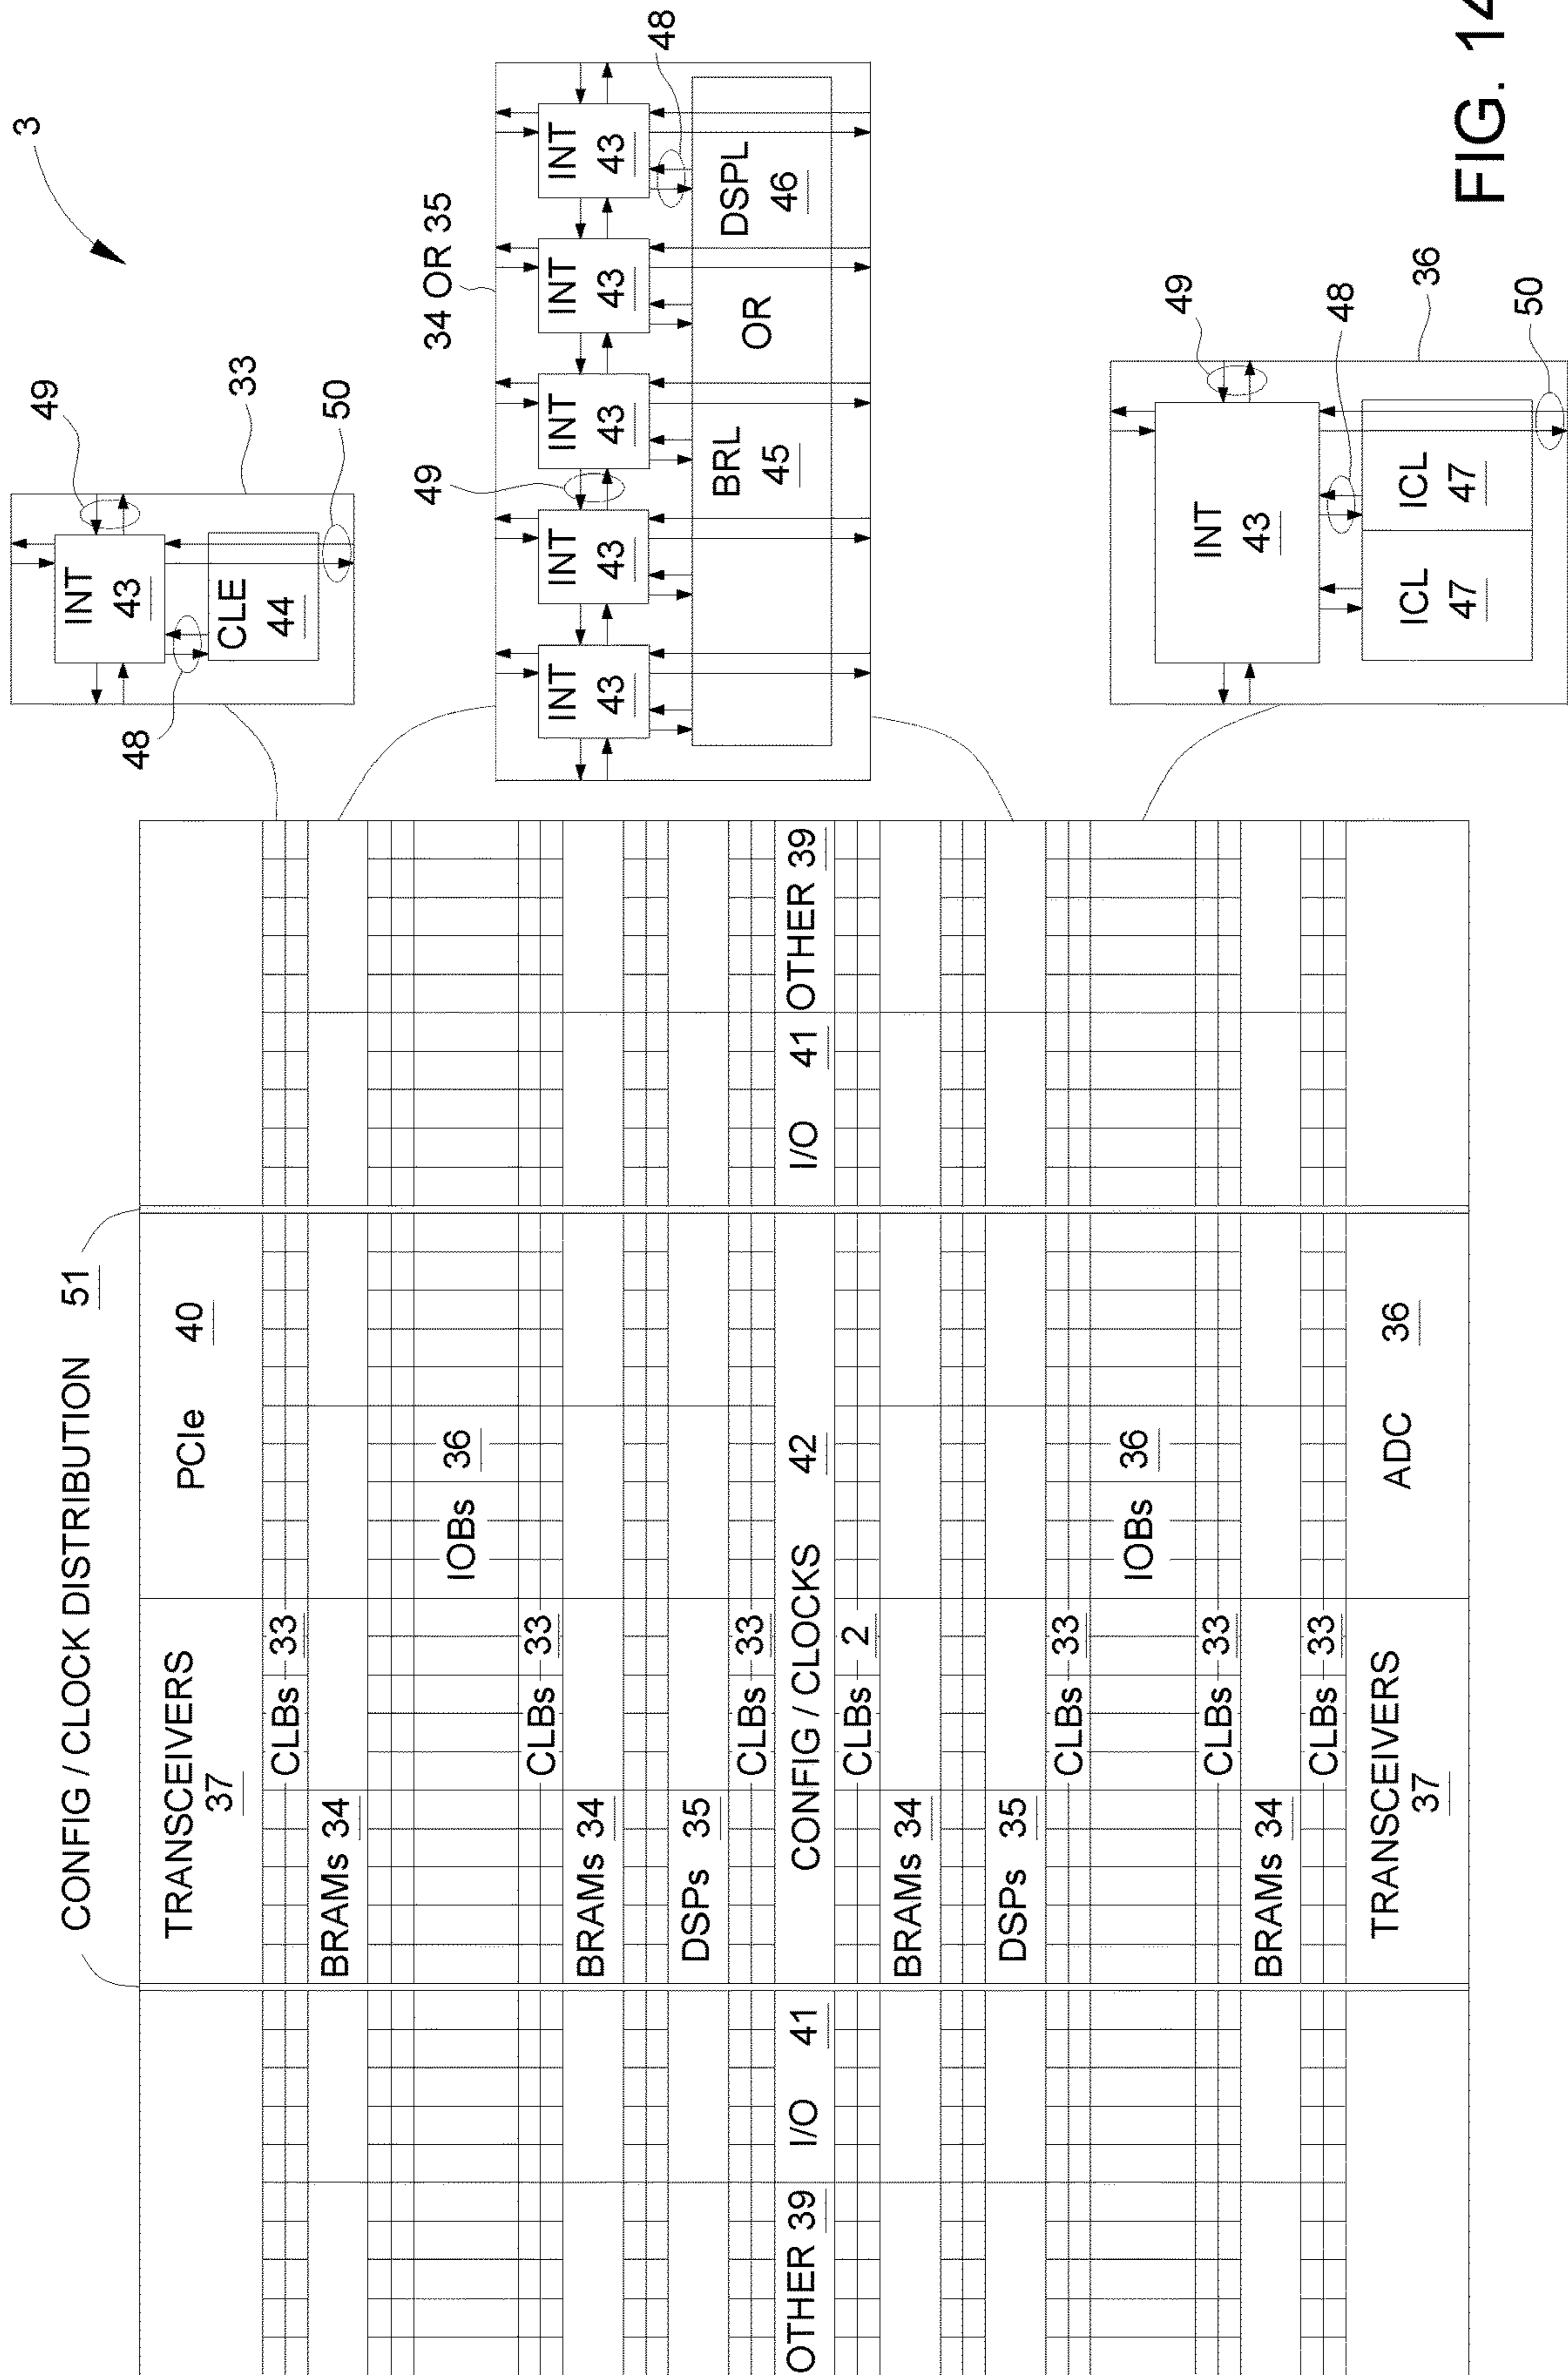 CONFIG / CLOCK DISTRIBUTION 51
TRANSCEIVERS
37
PCIe 40
CLBs 33
BRAMs 34
IOBs 36
CLBs 33
BRAMs 34
DSPs 35
CLBs 33
OTHER 39 I/O 41 CONFIG / CLOCKS 42 I/O 41 OTHER 39
CLBs 2
BRAMs 34
DSPs 35
CLBs 33
IOBs 36
CLBs 33
BRAMs 34
CLBs 33
TRANSCEIVERS
37
ADC 36
3
49
33
48
INT
43
CLE
44
50
34 OR 35
49
INT
43
INT
43
INT
43
INT
43
INT
43
48
BRL
45
OR
DSPL
46
49
48
INT
43
36
ICL
47
ICL
47
50
FIG. 14